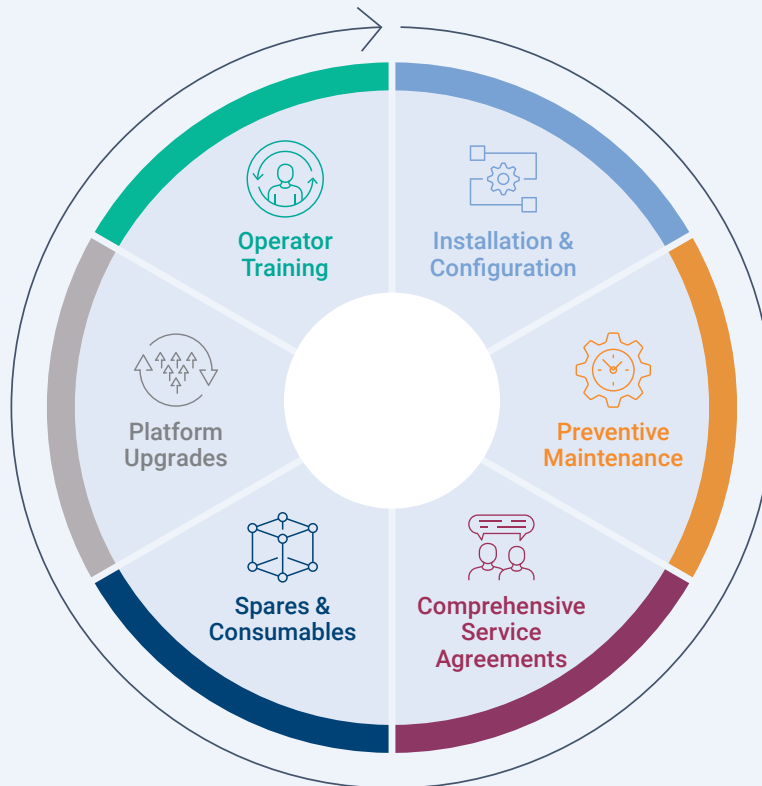 Operator
Training
Installation &
Configuration
Platform
Upgrades
Preventive
Maintenance
Spares &
Consumables
Comprehensive
Service
Agreements